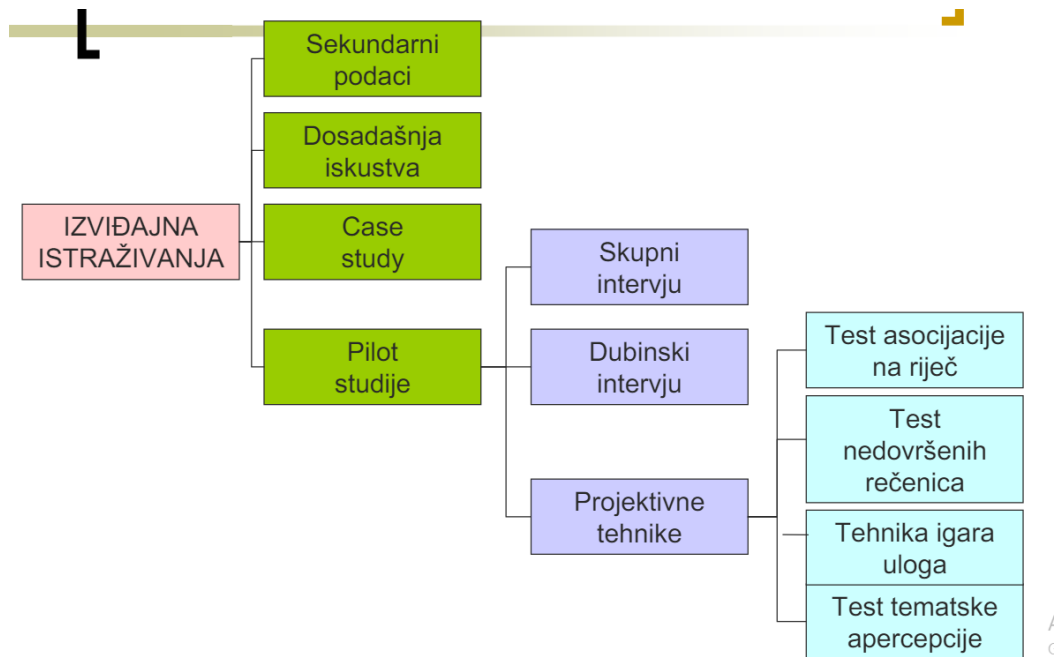 Sekundarni
podaci
Dosadašnja
iskustva
IZVIĐAJNA
ISTRAŽIVANJA
Case
study
Skupni
intervju
Pilot
studije
Dubinski
intervju
Test asocijacije
na riječ
Test
nedovršenih
rečenica
Projektivne
tehnike
Tehnika igara
uloga
Test tematske
apercepcije